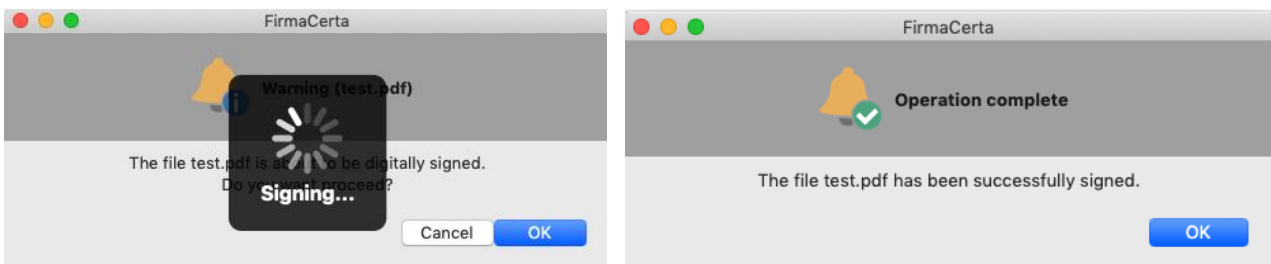 FirmaCerta
Warning (test.pdf)
The file test.pdf is about to be digitally signed.
Do you want proceed?
Signing...
Cancel
OK
FirmaCerta
Operation complete
The file test.pdf has been successfully signed.
OK